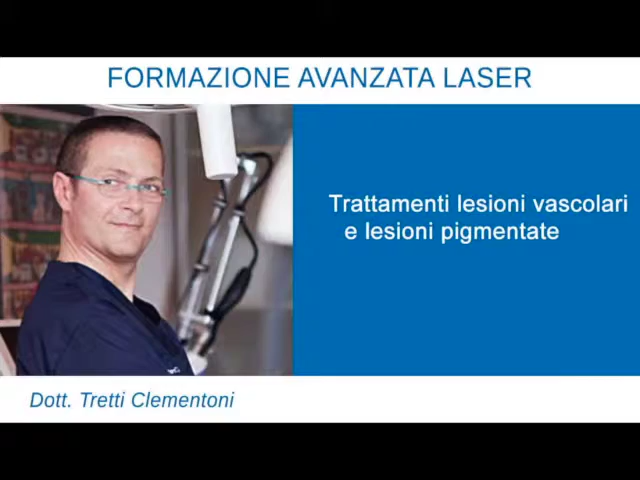 FORMAZIONE AVANZATA LASER
Trattamenti lesioni vascolari
e lesioni pigmentate
Dott. Tretti Clementoni